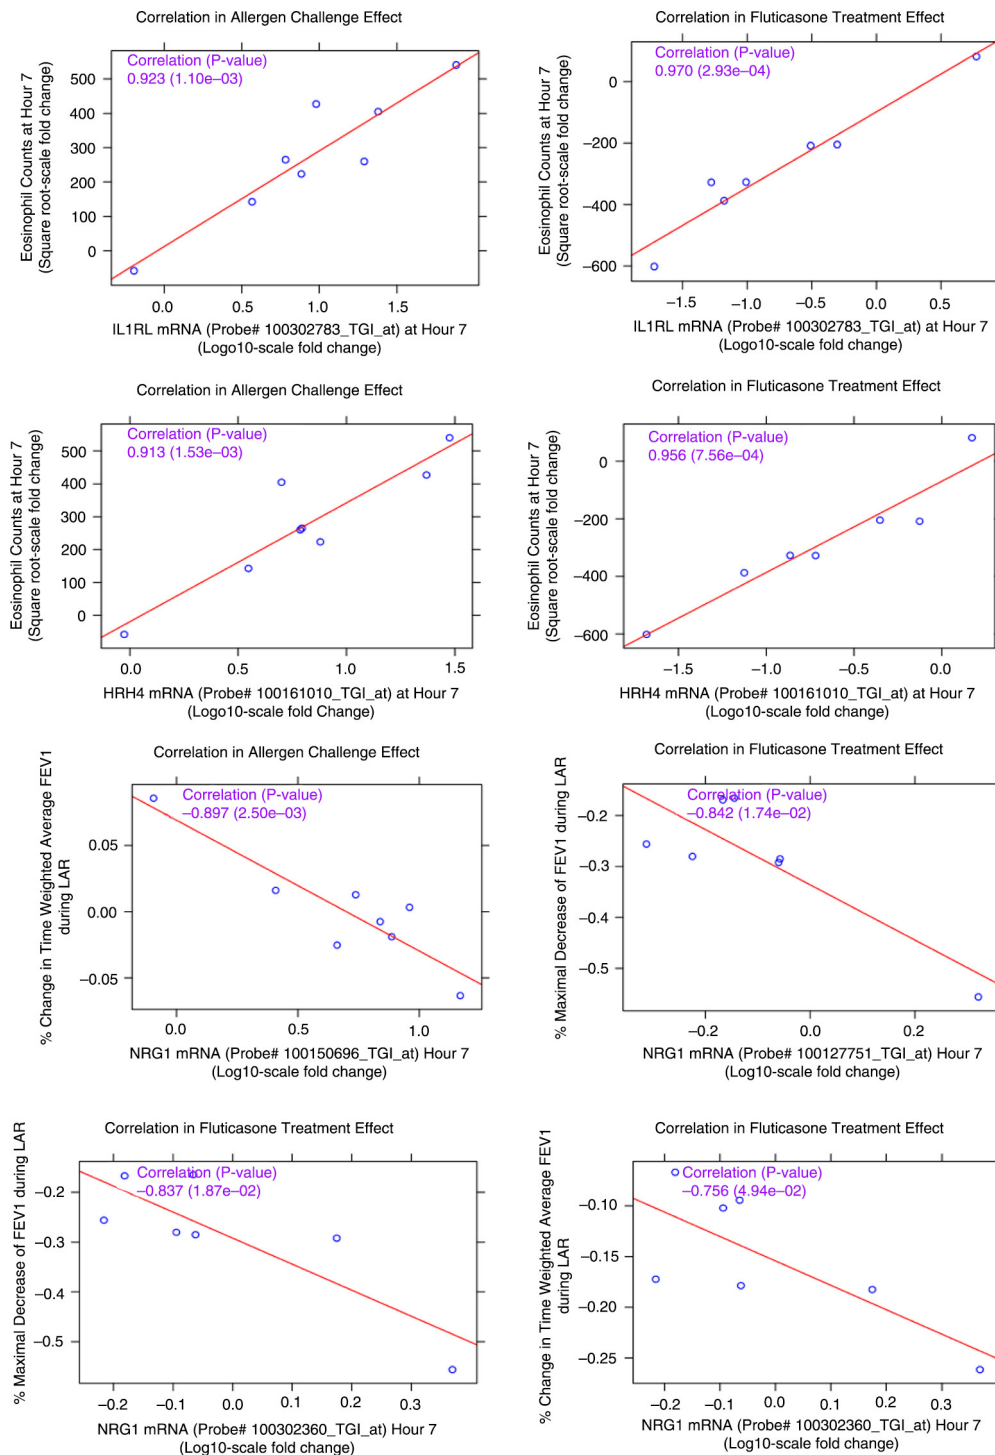 Correlation in Allergen Challenge Effect
Correlation (P-value)
0.923 (1.10e–03)
Eosinophil Counts at Hour 7
(Square root-scale fold change)
500
400
300
200
100
0
0.0 0.5 1.0 1.5
IL1RL mRNA (Probe# 100302783_TGI_at) at Hour 7
(Logo10-scale fold change)
Correlation in Fluticasone Treatment Effect
Correlation (P-value)
0.970 (2.93e–04)
Eosinophil Counts at Hour 7
(Square root-scale fold change)
0
–200
–400
–600
–1.5 –1.0 –0.5 0.0 0.5
IL1RL mRNA (Probe# 100302783_TGI_at) at Hour 7
(Logo10-scale fold change)
Correlation in Allergen Challenge Effect
Correlation (P-value)
0.913 (1.53e–03)
Eosinophil Counts at Hour 7
(Square root-scale fold change)
500
400
300
200
100
0
0.0 0.5 1.0 1.5
HRH4 mRNA (Probe# 100161010_TGI_at) at Hour 7
(Logo10-scale fold Change)
Correlation in Fluticasone Treatment Effect
Correlation (P-value)
0.956 (7.56e–04)
Eosinophil Counts at Hour 7
(Square root-scale fold change)
0
–200
–400
–600
–1.5 –1.0 –0.5 0.0
HRH4 mRNA (Probe# 100161010_TGI_at) at Hour 7
(Logo10-scale fold change)
Correlation in Allergen Challenge Effect
Correlation (P-value)
–0.897 (2.50e–03)
% Change in Time Weighted Average FEV1
during LAR
0.05
0.00
–0.05
0.0 0.5 1.0
NRG1 mRNA (Probe# 100150696_TGI_at) Hour 7
(Log10-scale fold change)
Correlation in Fluticasone Treatment Effect
Correlation (P-value)
–0.842 (1.74e–02)
% Maximal Decrease of FEV1 during LAR
–0.2
–0.3
–0.4
–0.5
–0.2 0.0 0.2
NRG1 mRNA (Probe# 100127751_TGI_at) Hour 7
(Log10-scale fold change)
Correlation in Fluticasone Treatment Effect
Correlation (P-value)
–0.837 (1.87e–02)
% Maximal Decrease of FEV1 during LAR
–0.2
–0.3
–0.4
–0.5
–0.2 –0.1 0.0 0.1 0.2 0.3
NRG1 mRNA (Probe# 100302360_TGI_at) Hour 7
(Log10-scale fold change)
Correlation in Fluticasone Treatment Effect
Correlation (P-value)
–0.756 (4.94e–02)
% Change in Time Weighted Average FEV1
during LAR
–0.10
–0.15
–0.20
–0.25
–0.2 –0.1 0.0 0.1 0.2 0.3
NRG1 mRNA (Probe# 100302360_TGI_at) Hour 7
(Log10-scale fold change)